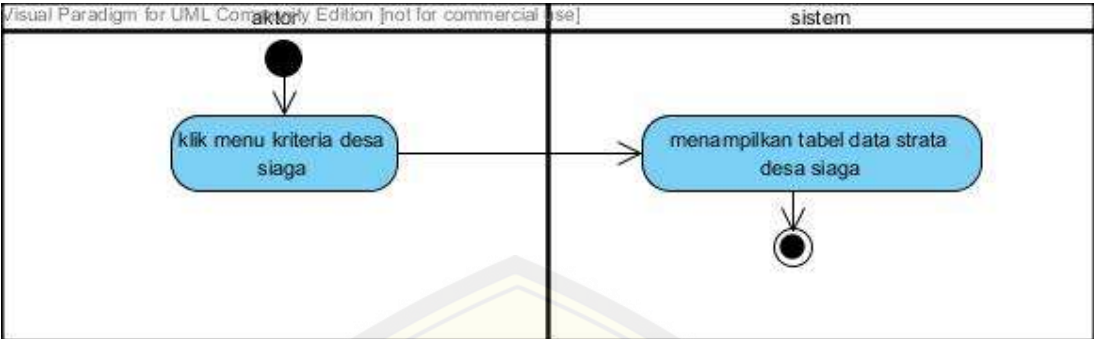 Visual Paradigm for UML Community Edition [not for commercial use]
aktor
sistem
klik menu kriteria desa
siaga
menampilkan tabel data strata
desa siaga